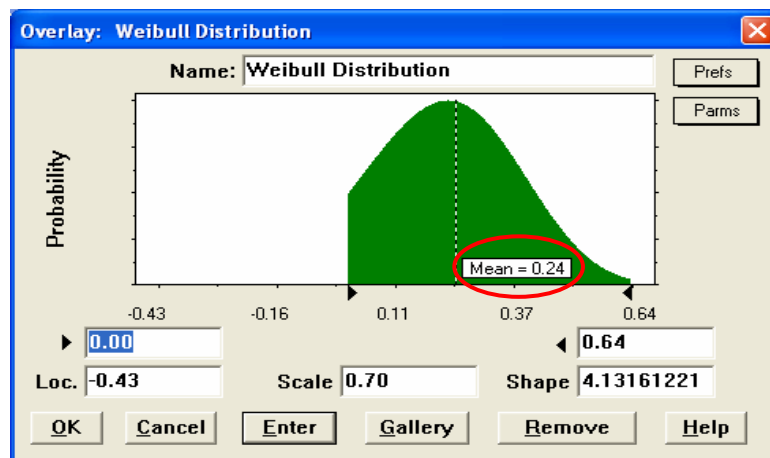 Overlay: Weibull Distribution
Name: Weibull Distribution
Prefs
Parms
Probability
Mean = 0.24
-0.43 -0.16 0.11 0.37 0.64
0.00 0.64
Loc. -0.43 Scale 0.70 Shape 4.13161221
OK Cancel Enter Gallery Remove Help